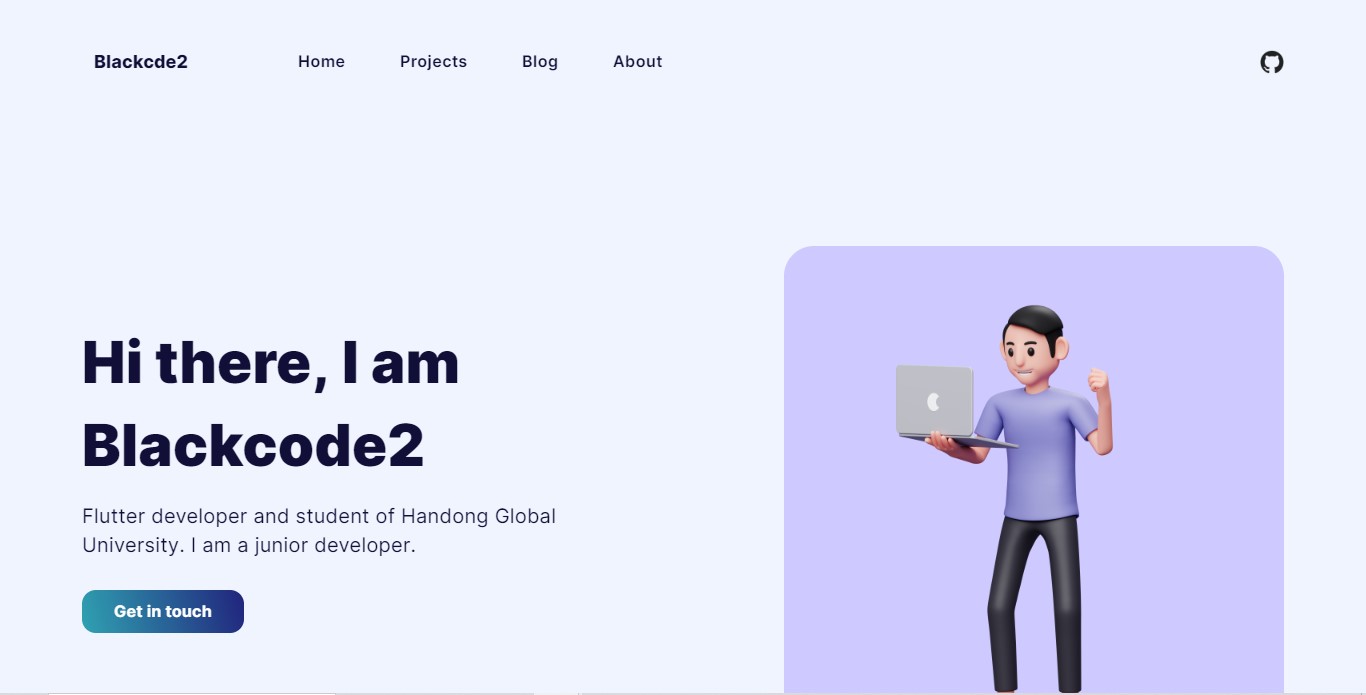 Blackcde2 Home Projects Blog About
Hi there, I am
Blackcode2
Flutter developer and student of Handong Global
University. I am a junior developer.
Get in touch